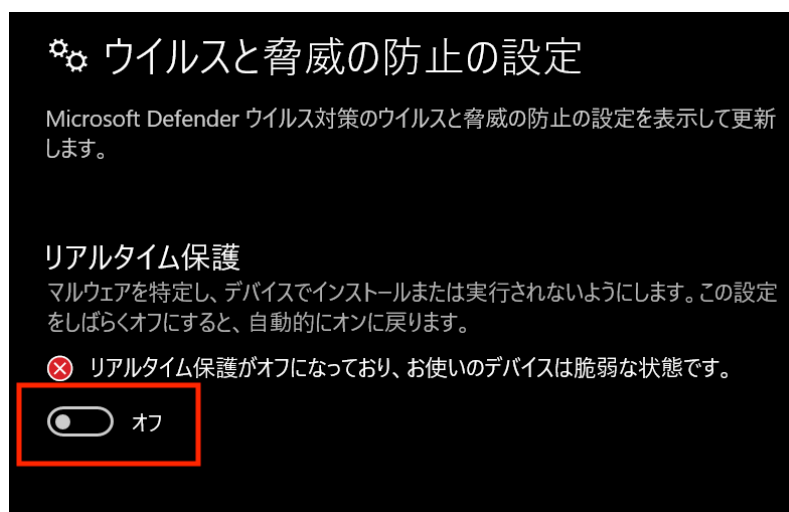 ウイルスと脅威の防止の設定
Microsoft Defender ウイルス対策のウイルスと脅威の防止の設定を表示して更新
します。
リアルタイム保護
マルウェアを特定し、デバイスでインストールまたは実行されないようにします。この設定
をしばらくオフにすると、自動的にオンに戻ります。
リアルタイム保護がオフになっており、お使いのデバイスは脆弱な状態です。
オフ